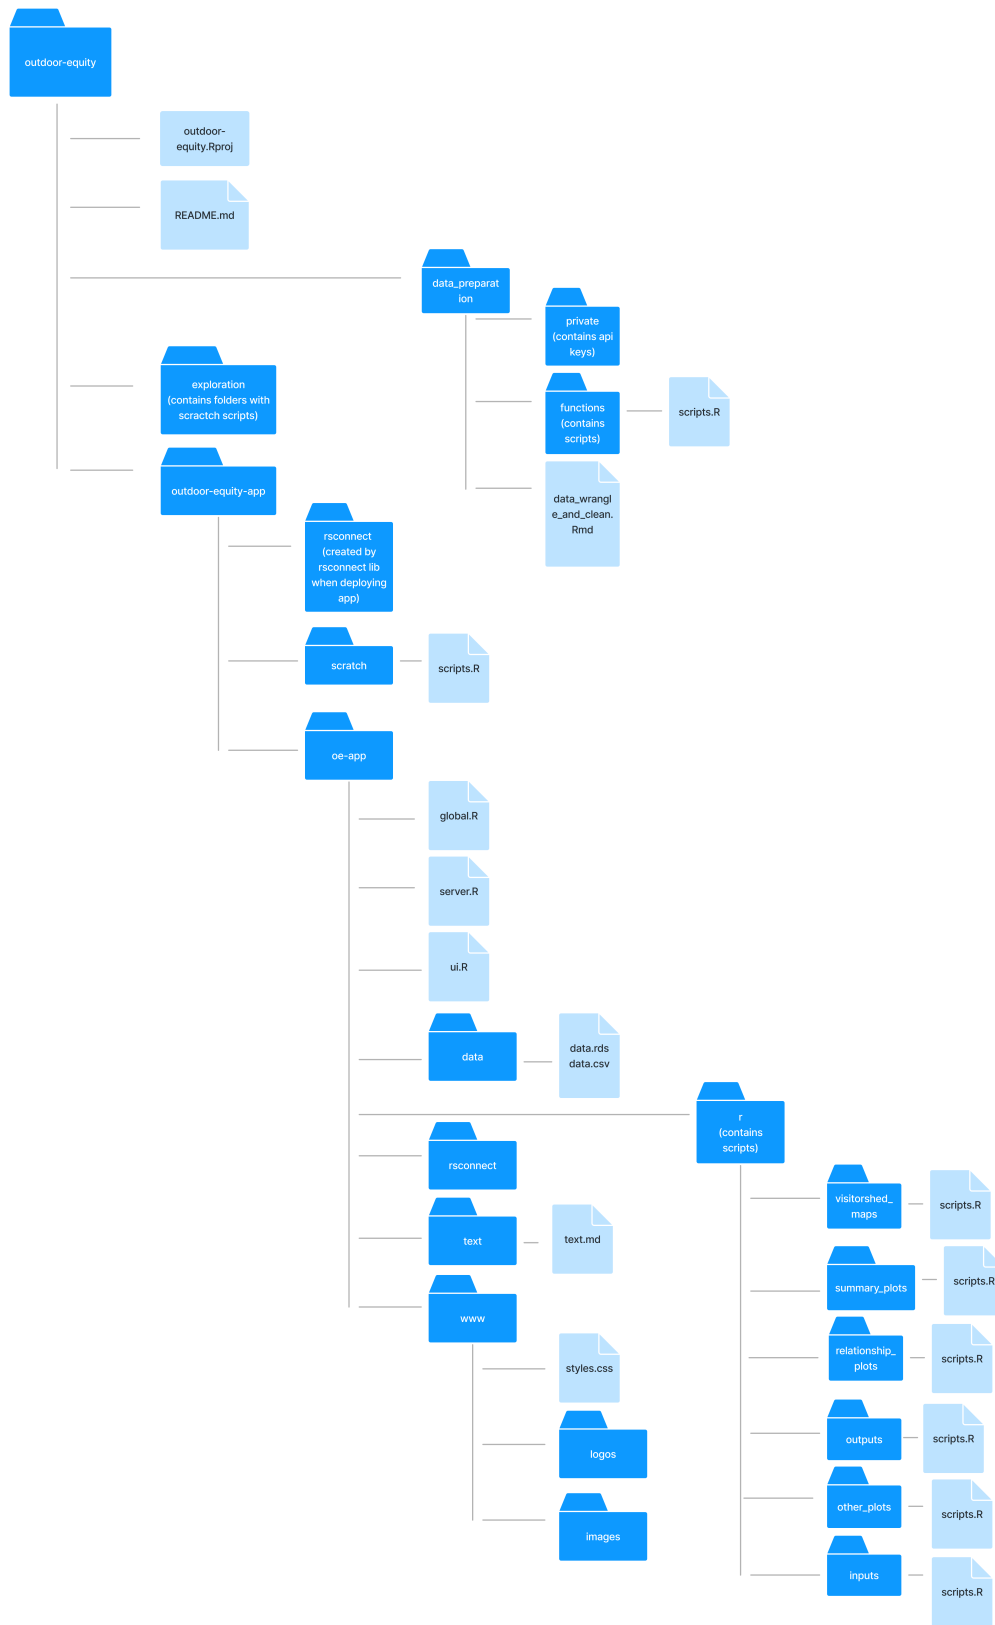 outdoor-equity
outdoor-
equity.Rproj
README.md
data_preparat
ion
private
(contains api
keys)
functions
(contains
scripts)
scripts.R
data_wrangl
e_and_clean.
Rmd
exploration
(contains folders with
scractch scripts)
outdoor-equity-app
rsconnect
(created by
rsconnect lib
when deploying
app)
scratch
scripts.R
oe-app
global.R
server.R
ui.R
data
data.rds
data.csv
r
(contains
scripts)
rsconnect
text
text.md
www
styles.css
logos
images
visitorshed_
maps
scripts.R
summary_plots
scripts.R
relationship_
plots
scripts.R
outputs
scripts.R
other_plots
scripts.R
inputs
scripts.R